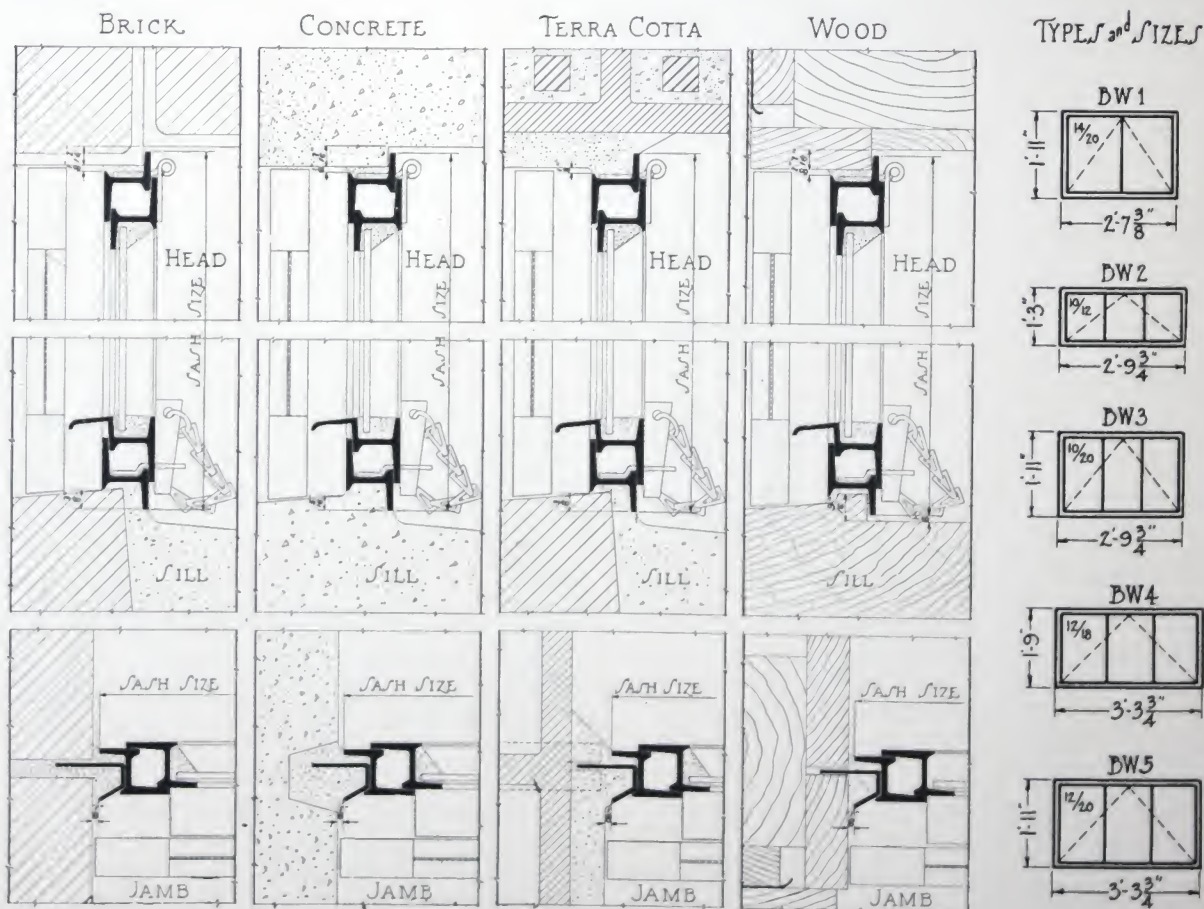 BRICK
CONCRETE
TERRA COTTA
WOOD
TYPES and SIZES
HEAD
SASH SIZE
HEAD
SASH SIZE
HEAD
SASH SIZE
HEAD
SASH SIZE
SILL
SILL
SILL
SILL
SASH SIZE
JAMB
SASH SIZE
JAMB
SASH SIZE
JAMB
SASH SIZE
JAMB
BW1
14/20
1'-11"
2'-7 3/8"
BW2
10/12
1'-3"
2'-9 3/4"
BW3
10/20
1'-11"
2'-9 3/4"
BW4
12/18
1'-9"
3'-3 3/4"
BW5
12/20
1'-11"
3'-3 3/4"